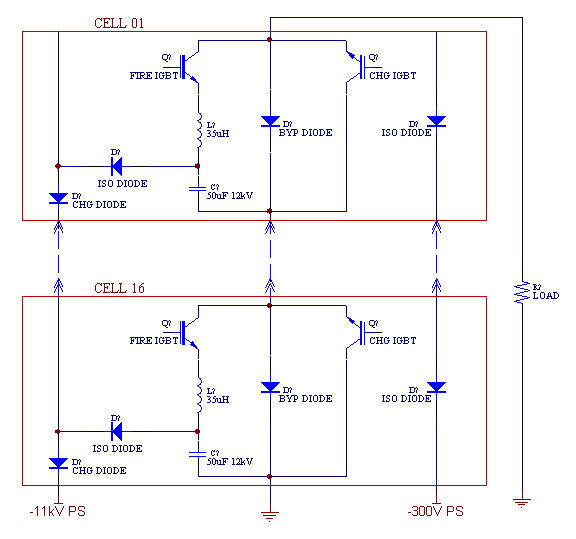 CELL 01
Q?
FIRE IGBT
Q?
CHG IGBT
L?
35uH
D?
BYP DIODE
D?
ISO DIODE
D?
ISO DIODE
C?
50uF 12kV
D?
CHG DIODE
CELL 16
R?
LOAD
Q?
FIRE IGBT
Q?
CHG IGBT
L?
35uH
D?
BYP DIODE
D?
ISO DIODE
D?
ISO DIODE
C?
50uF 12kV
D?
CHG DIODE
-11kV PS
-300V PS